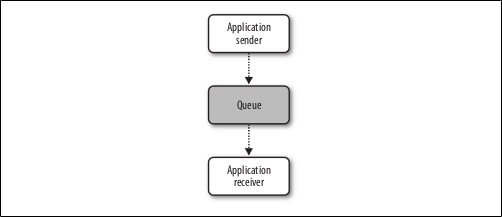 Application
sender
Queue
Application
receiver